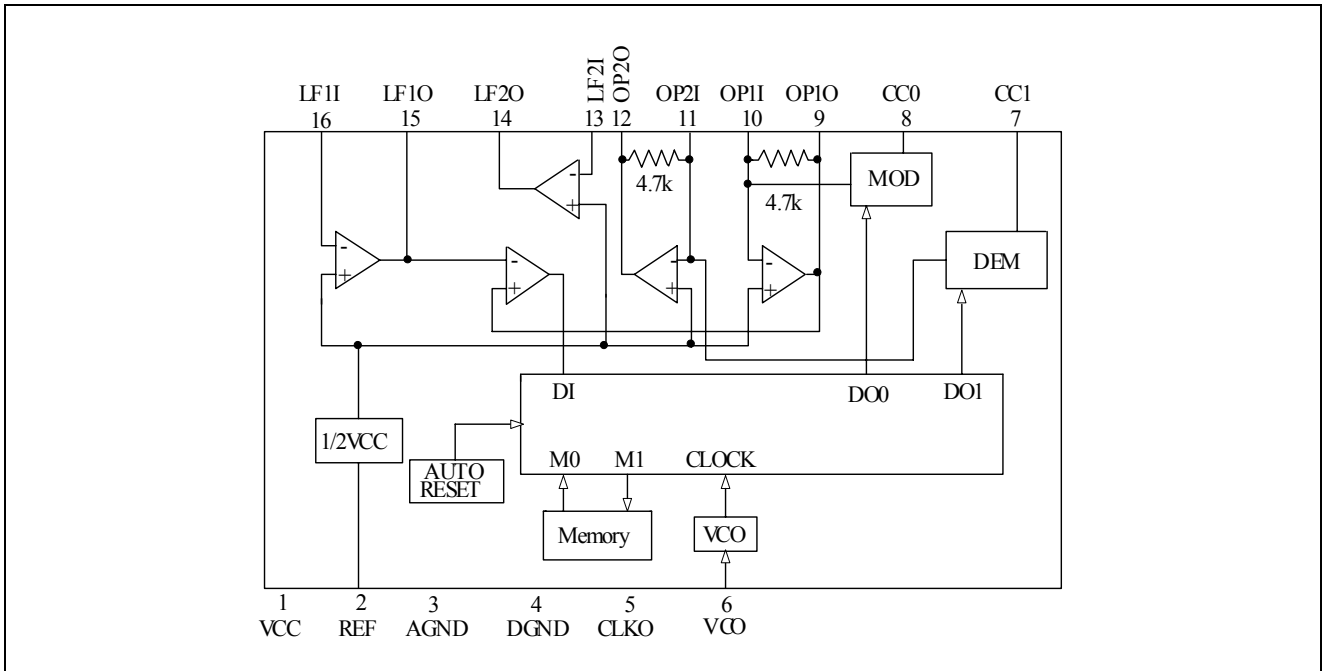 LF1I LF1O LF2O LF2I OP2O OP2I OP1I OP1O CC0 CC1
16 15 14 13 12 11 10 9 8 7
- + - + - + - + - +
4.7k 4.7k
MOD
DEM
DI DO0 DO1
1/2VCC
AUTO
RESET
M0 M1 CLOCK
Memory
VCO
1 2 3 4 5 6
VCC REF AGND DGND CLKO VCO